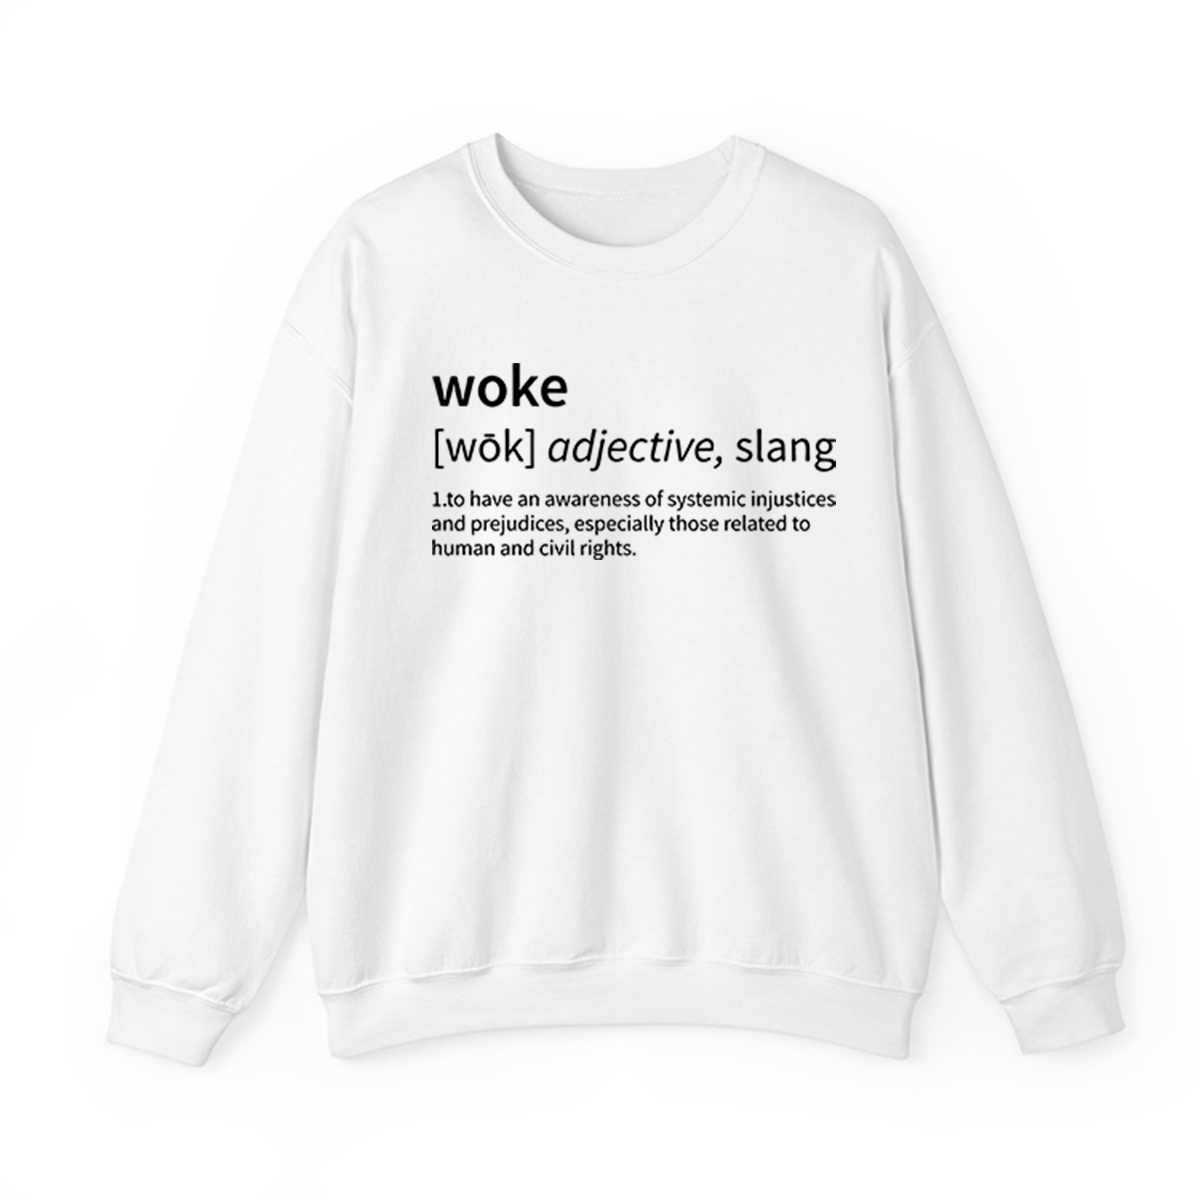 woke
[wōk] adjective, slang
1.to have an awareness of systemic injustices
and prejudices, especially those related to
human and civil rights.